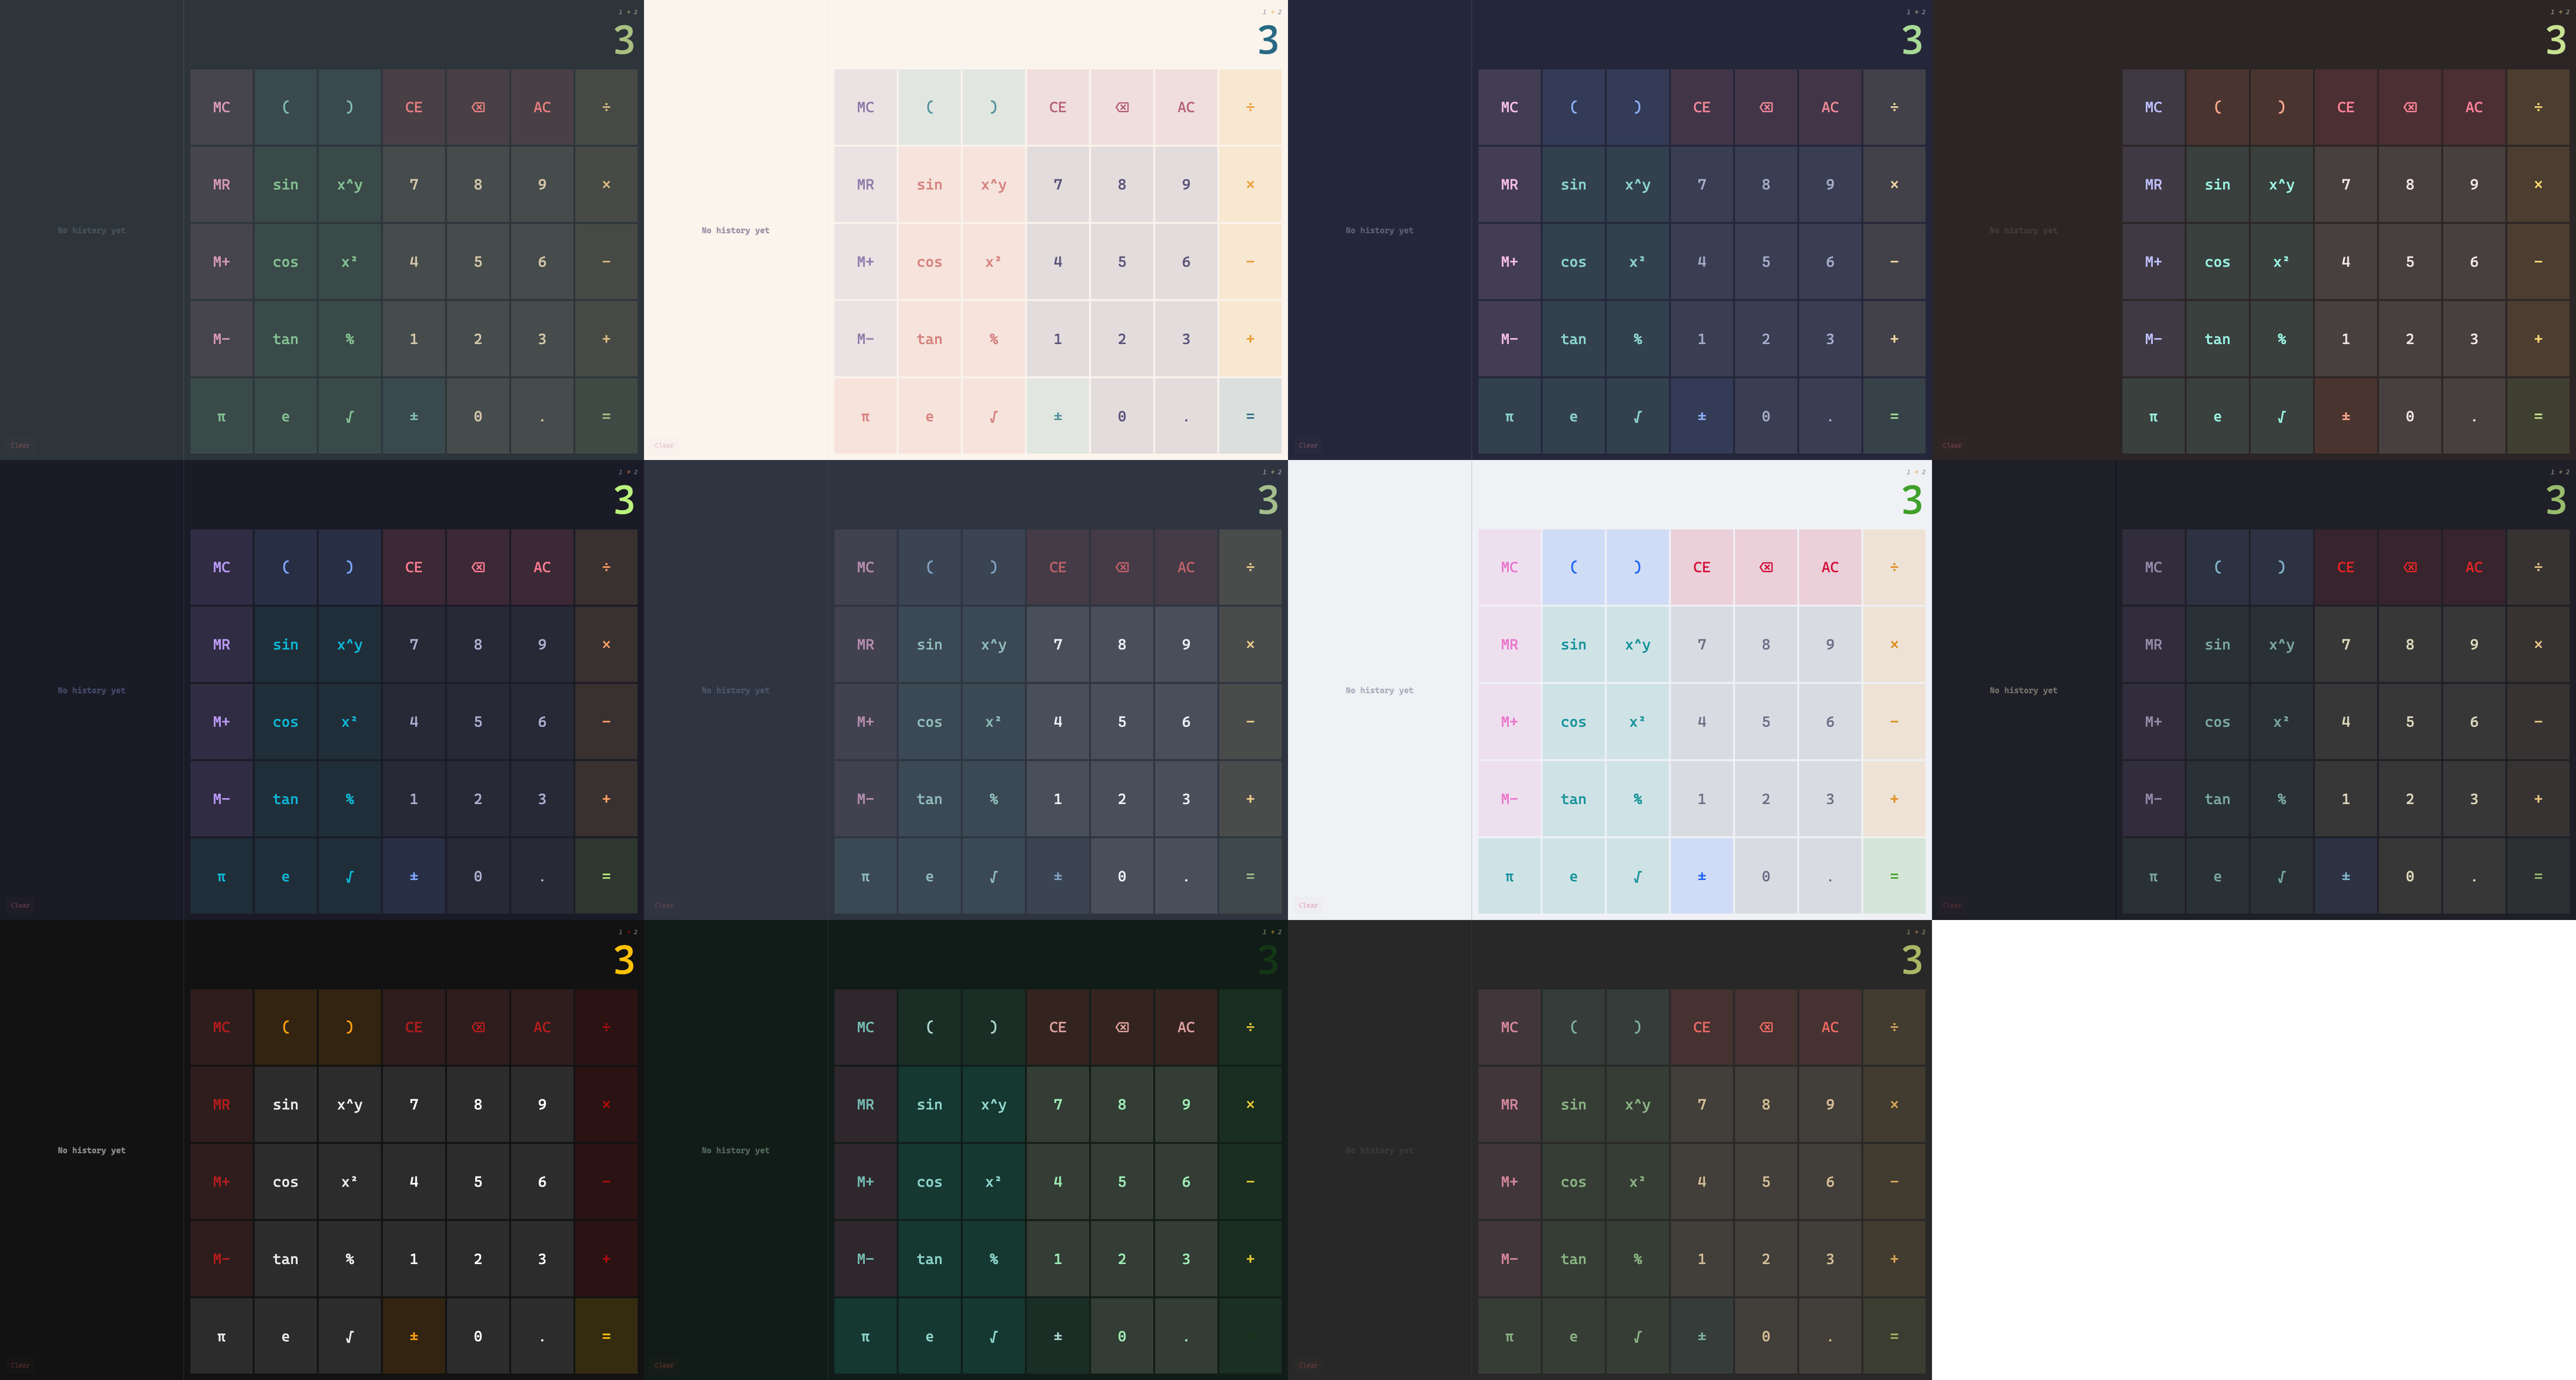 1 + 2
3
MC ( ) CE ⌫ AC ÷
MR sin x^y 7 8 9 ×
No history yet
M+ cos x² 4 5 6 −
M− tan % 1 2 3 +
π e √ ± 0 . =
Clear
1 + 2
3
MC ( ) CE ⌫ AC ÷
MR sin x^y 7 8 9 ×
No history yet
M+ cos x² 4 5 6 −
M− tan % 1 2 3 +
π e √ ± 0 . =
Clear
1 + 2
3
MC ( ) CE ⌫ AC ÷
MR sin x^y 7 8 9 ×
No history yet
M+ cos x² 4 5 6 −
M− tan % 1 2 3 +
π e √ ± 0 . =
Clear
1 + 2
3
MC ( ) CE ⌫ AC ÷
MR sin x^y 7 8 9 ×
No history yet
M+ cos x² 4 5 6 −
M− tan % 1 2 3 +
π e √ ± 0 . =
Clear
1 + 2
3
MC ( ) CE ⌫ AC ÷
MR sin x^y 7 8 9 ×
No history yet
M+ cos x² 4 5 6 −
M− tan % 1 2 3 +
π e √ ± 0 . =
Clear
1 + 2
3
MC ( ) CE ⌫ AC ÷
MR sin x^y 7 8 9 ×
No history yet
M+ cos x² 4 5 6 −
M− tan % 1 2 3 +
π e √ ± 0 . =
Clear
1 + 2
3
MC ( ) CE ⌫ AC ÷
MR sin x^y 7 8 9 ×
No history yet
M+ cos x² 4 5 6 −
M− tan % 1 2 3 +
π e √ ± 0 . =
Clear
1 + 2
3
MC ( ) CE ⌫ AC ÷
MR sin x^y 7 8 9 ×
No history yet
M+ cos x² 4 5 6 −
M− tan % 1 2 3 +
π e √ ± 0 . =
Clear
1 + 2
3
MC ( ) CE ⌫ AC ÷
MR sin x^y 7 8 9 ×
No history yet
M+ cos x² 4 5 6 −
M− tan % 1 2 3 +
π e √ ± 0 . =
Clear
1 + 2
3
MC ( ) CE ⌫ AC ÷
MR sin x^y 7 8 9 ×
No history yet
M+ cos x² 4 5 6 −
M− tan % 1 2 3 +
π e √ ± 0 .
Clear
1 + 2
3
MC ( ) CE ⌫ AC ÷
MR sin x^y 7 8 9 ×
No history yet
M+ cos x² 4 5 6 −
M− tan % 1 2 3 +
π e √ ± 0 . =
Clear